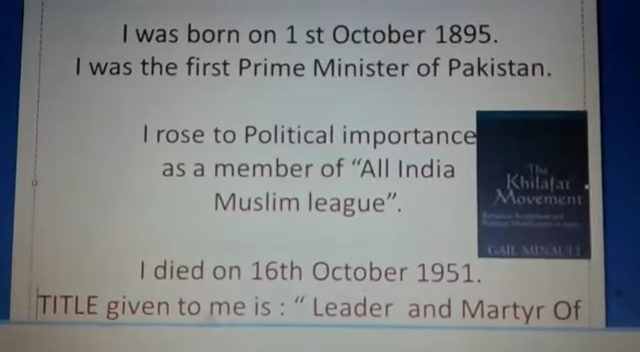 I was born on 1 st October 1895.
I was the first Prime Minister of Pakistan.
I rose to Political importance
as a member of “All India
Muslim league”.
The
Khilafat
Movement
GAIL MINAULT
I died on 16th October 1951.
TITLE given to me is : “ Leader and Martyr Of